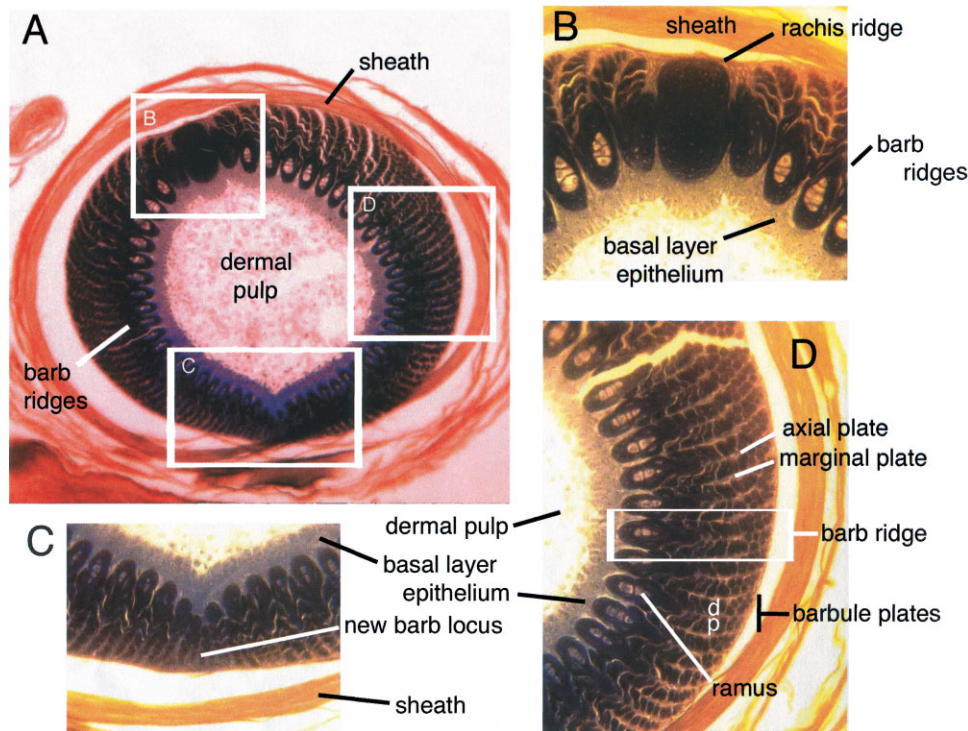 A
sheath
B
D
dermal
pulp
barb
ridges
C
B
sheath
rachis ridge
barb
ridges
basal layer
epithelium
C
dermal pulp
basal layer
epithelium
new barb locus
sheath
D
axial plate
marginal plate
barb ridge
d
p
barbule plates
ramus